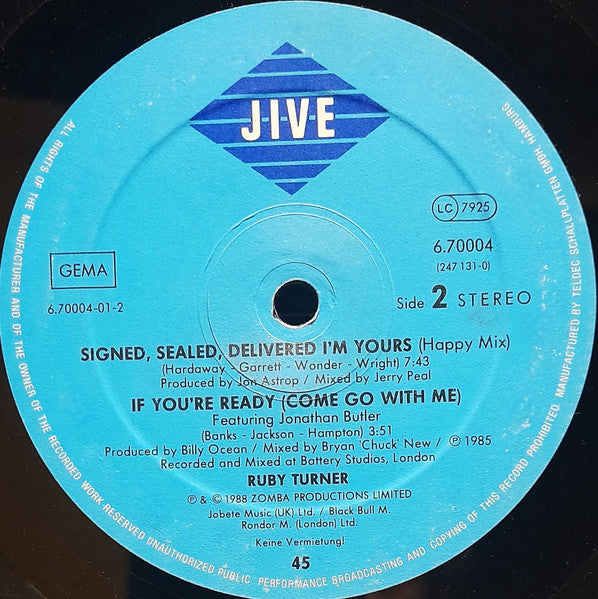 J·I·V·E
LC 7925
6.70004
(247 131-0)
GEMA
6.70004-01-2
Side 2 STEREO
SIGNED, SEALED, DELIVERED I'M YOURS (Happy Mix)
(Hardaway - Garrett - Wonder - Wright) 7:43
Produced by Jon Astrop / Mixed by Jerry Peal
IF YOU'RE READY (COME GO WITH ME)
Featuring Jonathan Butler
(Banks - Jackson - Hampton) 3:51
Produced by Billy Ocean / Mixed by Bryan 'Chuck' New / ℗ 1985
Recorded and Mixed at Battery Studios, London
RUBY TURNER
℗ & © 1988 ZOMBA PRODUCTIONS LIMITED
Jobete Music (UK) Ltd. / Black Bull M.
Rondor M. (London) Ltd.
Keine Vermietung!
45
ALL RIGHTS OF THE MANUFACTURER AND OF THE OWNER OF THE RECORDED WORK RESERVED UNAUTHORIZED PUBLIC PERFORMANCE BROADCASTING AND COPYING OF THIS RECORD PROHIBITED MANUFACTURED BY TELDEC SCHALLPLATTEN GMBH HAMBURG